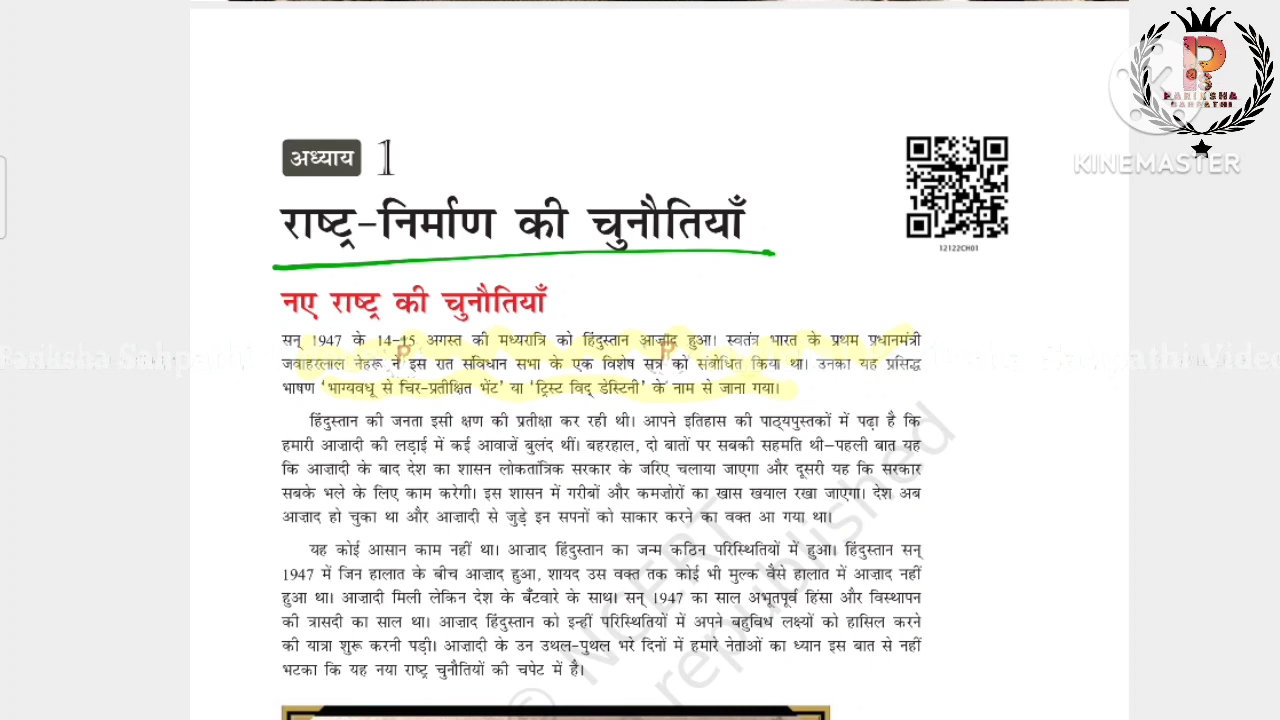 अध्याय 1
राष्ट्र-निर्माण की चुनौतियाँ
12122CH01
PARIKSHA
SARPATHI
KINEMASTER
नए राष्ट्र की चुनौतियाँ
सन् 1947 के 14-15 अगस्त की मध्यरात्रि को हिंदुस्तान आज़ाद हुआ। स्वतंत्र भारत के प्रथम प्रधानमंत्री
जवाहरलाल नेहरू ने इस रात संविधान सभा के एक विशेष सत्र को संबोधित किया था। उनका यह प्रसिद्ध
भाषण ‘भाग्यवधू से चिर-प्रतीक्षित भेंट’ या ‘ट्रिस्ट विद् डेस्टिनी’ के नाम से जाना गया।
हिंदुस्तान की जनता इसी क्षण की प्रतीक्षा कर रही थी। आपने इतिहास की पाठ्यपुस्तकों में पढ़ा है कि
हमारी आज़ादी की लड़ाई में कई आवाज़ें बुलंद थीं। बहरहाल, दो बातों पर सबकी सहमति थी-पहली बात यह
कि आज़ादी के बाद देश का शासन लोकतांत्रिक सरकार के जरिए चलाया जाएगा और दूसरी यह कि सरकार
सबके भले के लिए काम करेगी। इस शासन में गरीबों और कमज़ोरों का खास खयाल रखा जाएगा। देश अब
आज़ाद हो चुका था और आज़ादी से जुड़े इन सपनों को साकार करने का वक्त आ गया था।
यह कोई आसान काम नहीं था। आज़ाद हिंदुस्तान का जन्म कठिन परिस्थितियों में हुआ। हिंदुस्तान सन्
1947 में जिन हालात के बीच आज़ाद हुआ, शायद उस वक्त तक कोई भी मुल्क वैसे हालात में आज़ाद नहीं
हुआ था। आज़ादी मिली लेकिन देश के बँटवारे के साथ। सन् 1947 का साल अभूतपूर्व हिंसा और विस्थापन
की त्रासदी का साल था। आज़ाद हिंदुस्तान को इन्हीं परिस्थितियों में अपने बहुविध लक्ष्यों को हासिल करने
की यात्रा शुरू करनी पड़ी। आज़ादी के उन उथल-पुथल भरे दिनों में हमारे नेताओं का ध्यान इस बात से नहीं
भटका कि यह नया राष्ट्र चुनौतियों की चपेट में है।
© NCERT
republished